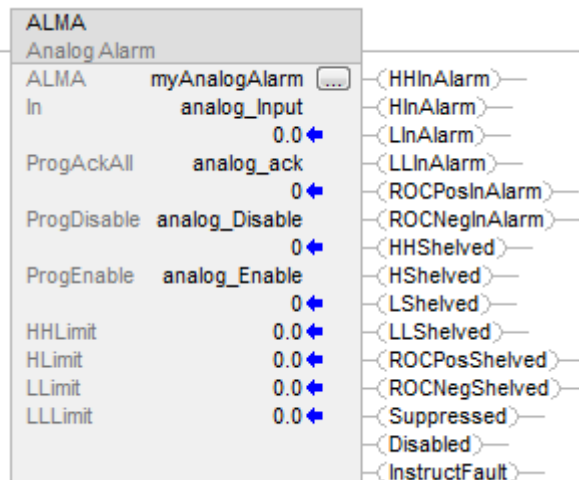 ALMA
Analog Alarm
ALMA myAnalogAlarm ... HHInAlarm
In analog_Input HInAlarm
0.0 LInAlarm
ProgAckAll analog_ack LLInAlarm
0 ROCPosInAlarm
ProgDisable analog_Disable ROCNegInAlarm
0 HHShelved
ProgEnable analog_Enable HShelved
0 LShelved
HHLimit 0.0 LLShelved
HLimit 0.0 ROCPosShelved
LLimit 0.0 ROCNegShelved
LLLimit 0.0 Suppressed
Disabled
InstructFault